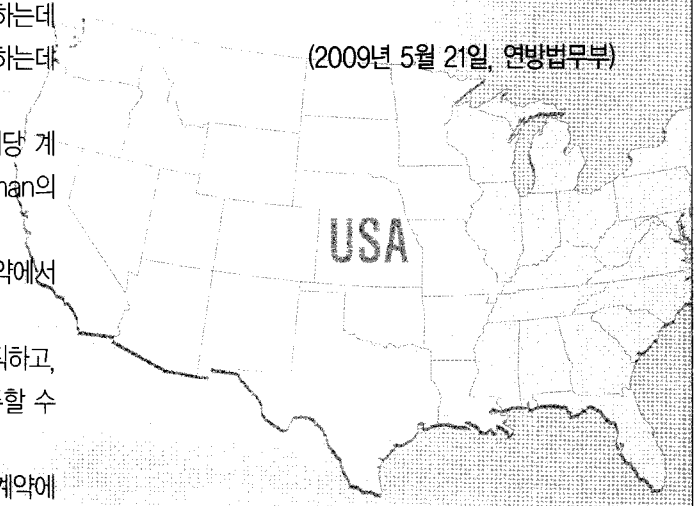 하는데
하는데
(2009년 5월 21일, 연방법무부)
당 계
nan의
USA
약에서
하고,
할 수
계약에